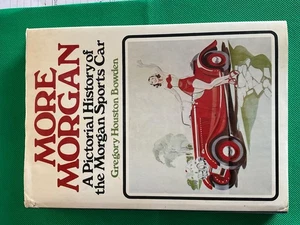 MORE
MORGAN
A Pictorial History of
the Morgan Sports Car
Gregory Houston Bowden